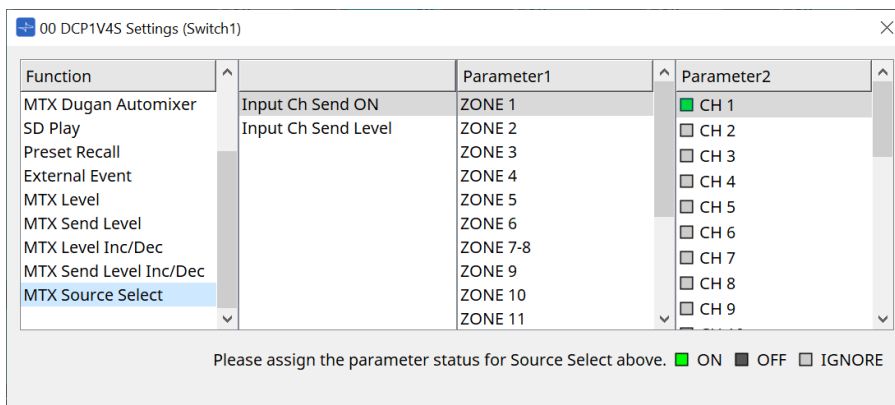 00 DCP1V4S Settings (Switch1)
Function Parameter1 Parameter2
MTX Dugan Automixer Input Ch Send ON ZONE 1 CH 1
SD Play Input Ch Send Level ZONE 2 CH 2
Preset Recall ZONE 3 CH 3
External Event ZONE 4 CH 4
MTX Level ZONE 5 CH 5
MTX Send Level ZONE 6 CH 6
MTX Level Inc/Dec ZONE 7-8 CH 7
MTX Send Level Inc/Dec ZONE 9 CH 8
MTX Source Select ZONE 10 CH 9
ZONE 11
Please assign the parameter status for Source Select above. ON OFF IGNORE